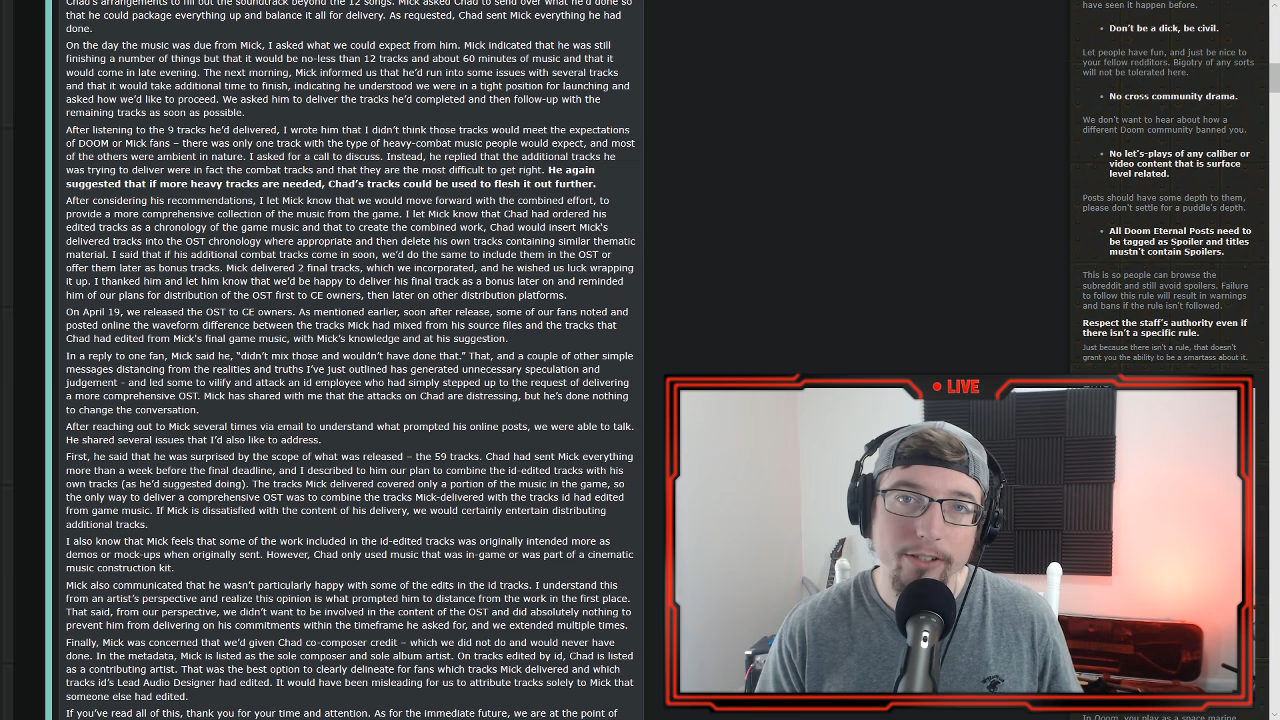 Chad's arrangements to fill out the soundtrack beyond the 12 songs. Mick asked Chad to send over what he'd done so
that he could package everything up and balance it all for delivery. As requested, Chad sent Mick everything he had
done.
On the day the music was due from Mick, I asked what we could expect from him. Mick indicated that he was still
finishing a number of things but that it would be no-less than 12 tracks and about 60 minutes of music and that it
would come in late evening. The next morning, Mick informed us that he'd run into some issues with several tracks
and that it would take additional time to finish, indicating he understood we were in a tight position for launching and
asked how we'd like to proceed. We asked him to deliver the tracks he'd completed and then follow-up with the
remaining tracks as soon as possible.
After listening to the 9 tracks he'd delivered, I wrote him that I didn't think those tracks would meet the expectations
of DOOM or Mick fans – there was only one track with the type of heavy-combat music people would expect, and most
of the others were ambient in nature. I asked for a call to discuss. Instead, he replied that the additional tracks he
was trying to deliver were in fact the combat tracks and that they are the most difficult to get right. He again
suggested that if more heavy tracks are needed, Chad's tracks could be used to flesh it out further.
After considering his recommendations, I let Mick know that we would move forward with the combined effort, to
provide a more comprehensive collection of the music from the game. I let Mick know that Chad had ordered his
edited tracks as a chronology of the game music and that to create the combined work, Chad would insert Mick's
delivered tracks into the OST chronology where appropriate and then delete his own tracks containing similar thematic
material. I said that if his additional combat tracks come in soon, we'd do the same to include them in the OST or
offer them later as bonus tracks. Mick delivered 2 final tracks, which we incorporated, and he wished us luck wrapping
it up. I thanked him and let him know that we'd be happy to deliver his final track as a bonus later on and reminded
him of our plans for distribution of the OST first to CE owners, then later on other distribution platforms.
On April 19, we released the OST to CE owners. As mentioned earlier, soon after release, some of our fans noted and
posted online the waveform difference between the tracks Mick had mixed from his source files and the tracks that
Chad had edited from Mick's final game music, with Mick's knowledge and at his suggestion.
In a reply to one fan, Mick said he, "didn't mix those and wouldn't have done that." That, and a couple of other simple
messages distancing from the realities and truths I've just outlined has generated unnecessary speculation and
judgement - and led some to vilify and attack an id employee who had simply stepped up to the request of delivering
a more comprehensive OST. Mick has shared with me that the attacks on Chad are distressing, but he's done nothing
to change the conversation.
After reaching out to Mick several times via email to understand what prompted his online posts, we were able to talk.
He shared several issues that I'd also like to address.
First, he said that he was surprised by the scope of what was released – the 59 tracks. Chad had sent Mick everything
more than a week before the final deadline, and I described to him our plan to combine the id-edited tracks with his
own tracks (as he'd suggested doing). The tracks Mick delivered covered only a portion of the music in the game, so
the only way to deliver a comprehensive OST was to combine the tracks Mick-delivered with the tracks id had edited
from game music. If Mick is dissatisfied with the content of his delivery, we would certainly entertain distributing
additional tracks.
I also know that Mick feels that some of the work included in the id-edited tracks was originally intended more as
demos or mock-ups when originally sent. However, Chad only used music that was in-game or was part of a cinematic
music construction kit.
Mick also communicated that he wasn't particularly happy with some of the edits in the id tracks. I understand this
from an artist's perspective and realize this opinion is what prompted him to distance from the work in the first place.
That said, from our perspective, we didn't want to be involved in the content of the OST and did absolutely nothing to
prevent him from delivering on his commitments within the timeframe he asked for, and we extended multiple times.
Finally, Mick was concerned that we'd given Chad co-composer credit – which we did not do and would never have
done. In the metadata, Mick is listed as the sole composer and sole album artist. On tracks edited by id, Chad is listed
as a contributing artist. That was the best option to clearly delineate for fans which tracks Mick delivered and which
tracks id's Lead Audio Designer had edited. It would have been misleading for us to attribute tracks solely to Mick that
someone else had edited.
If you've read all of this, thank you for your time and attention. As for the immediate future, we are at the point of
have seen it happen before.
Don't be a dick, be civil.
Let people have fun, and just be nice to
your fellow redditors. Bigotry of any sorts
will not be tolerated here.
No cross community drama.
We don't want to hear about how a
different Doom community banned you.
No let's-plays of any caliber or
video content that is surface
level related.
Posts should have some depth to them,
please don't settle for a puddle's depth.
All Doom Eternal Posts need to
be tagged as Spoiler and titles
mustn't contain Spoilers.
This is so people can browse the
subreddit and still avoid spoilers. Failure
to follow this rule will result in warnings
and bans if the rule isn't followed.
Respect the staff's authority even if
there isn't a specific rule.
Just because there isn't a rule, that doesn't
grant you the ability to be a smartass about it.
LIVE
In Doom, you play as a space marine